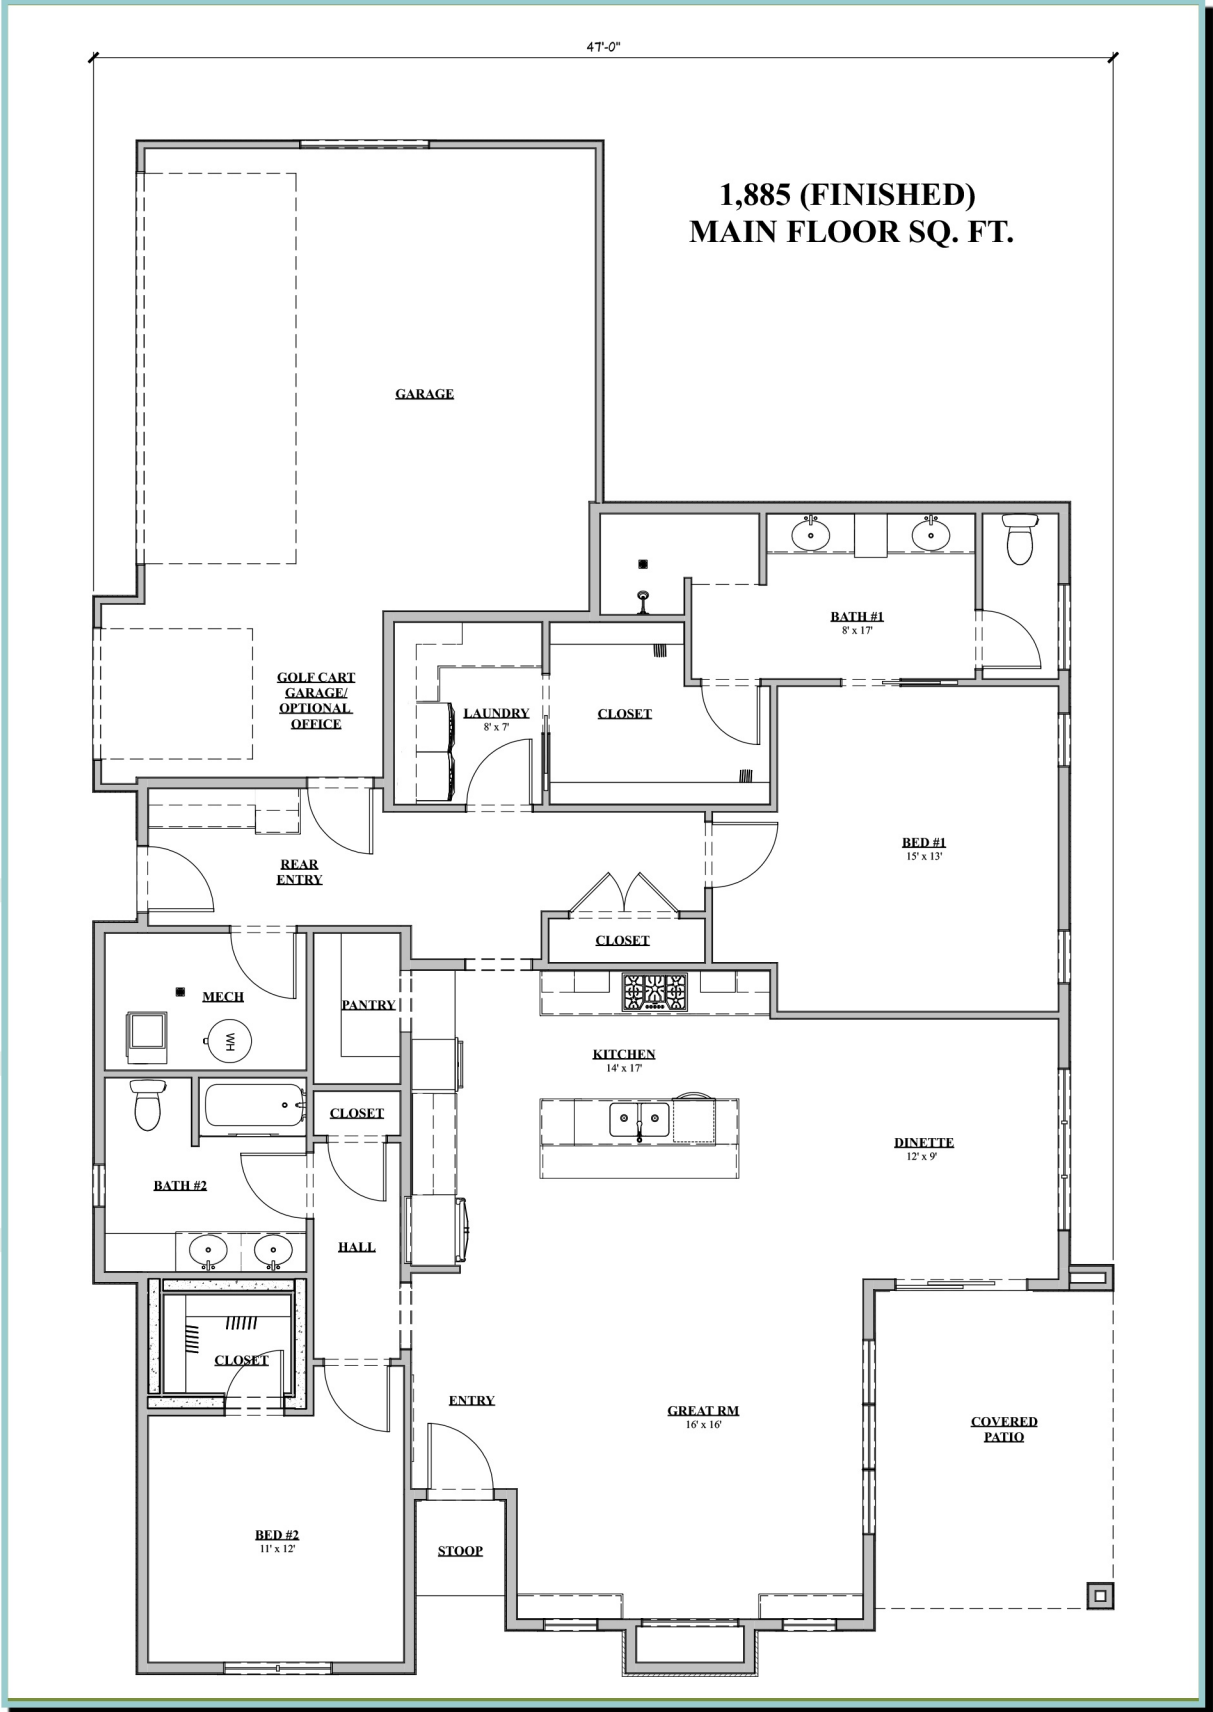 47'-0"
1,885 (FINISHED)
MAIN FLOOR SQ. FT.
GARAGE
BATH #1
8' x 17'
GOLF CART
GARAGE/
OPTIONAL
OFFICE
LAUNDRY
8' x 7'
CLOSET
BED #1
15' x 13'
REAR
ENTRY
CLOSET
MECH
PANTRY
WH
KITCHEN
14' x 17'
CLOSET
DINETTE
12' x 9'
BATH #2
HALL
CLOSET
ENTRY
GREAT RM
16' x 16'
COVERED
PATIO
BED #2
11' x 12'
STOOP